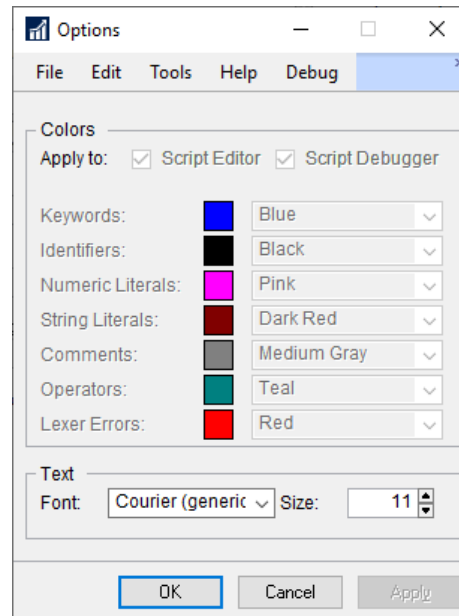 Options
File Edit Tools Help Debug
Colors
Apply to: Script Editor Script Debugger
Keywords: Blue
Identifiers: Black
Numeric Literals: Pink
String Literals: Dark Red
Comments: Medium Gray
Operators: Teal
Lexer Errors: Red
Text
Font: Courier (generic Size: 11
OK Cancel Apply